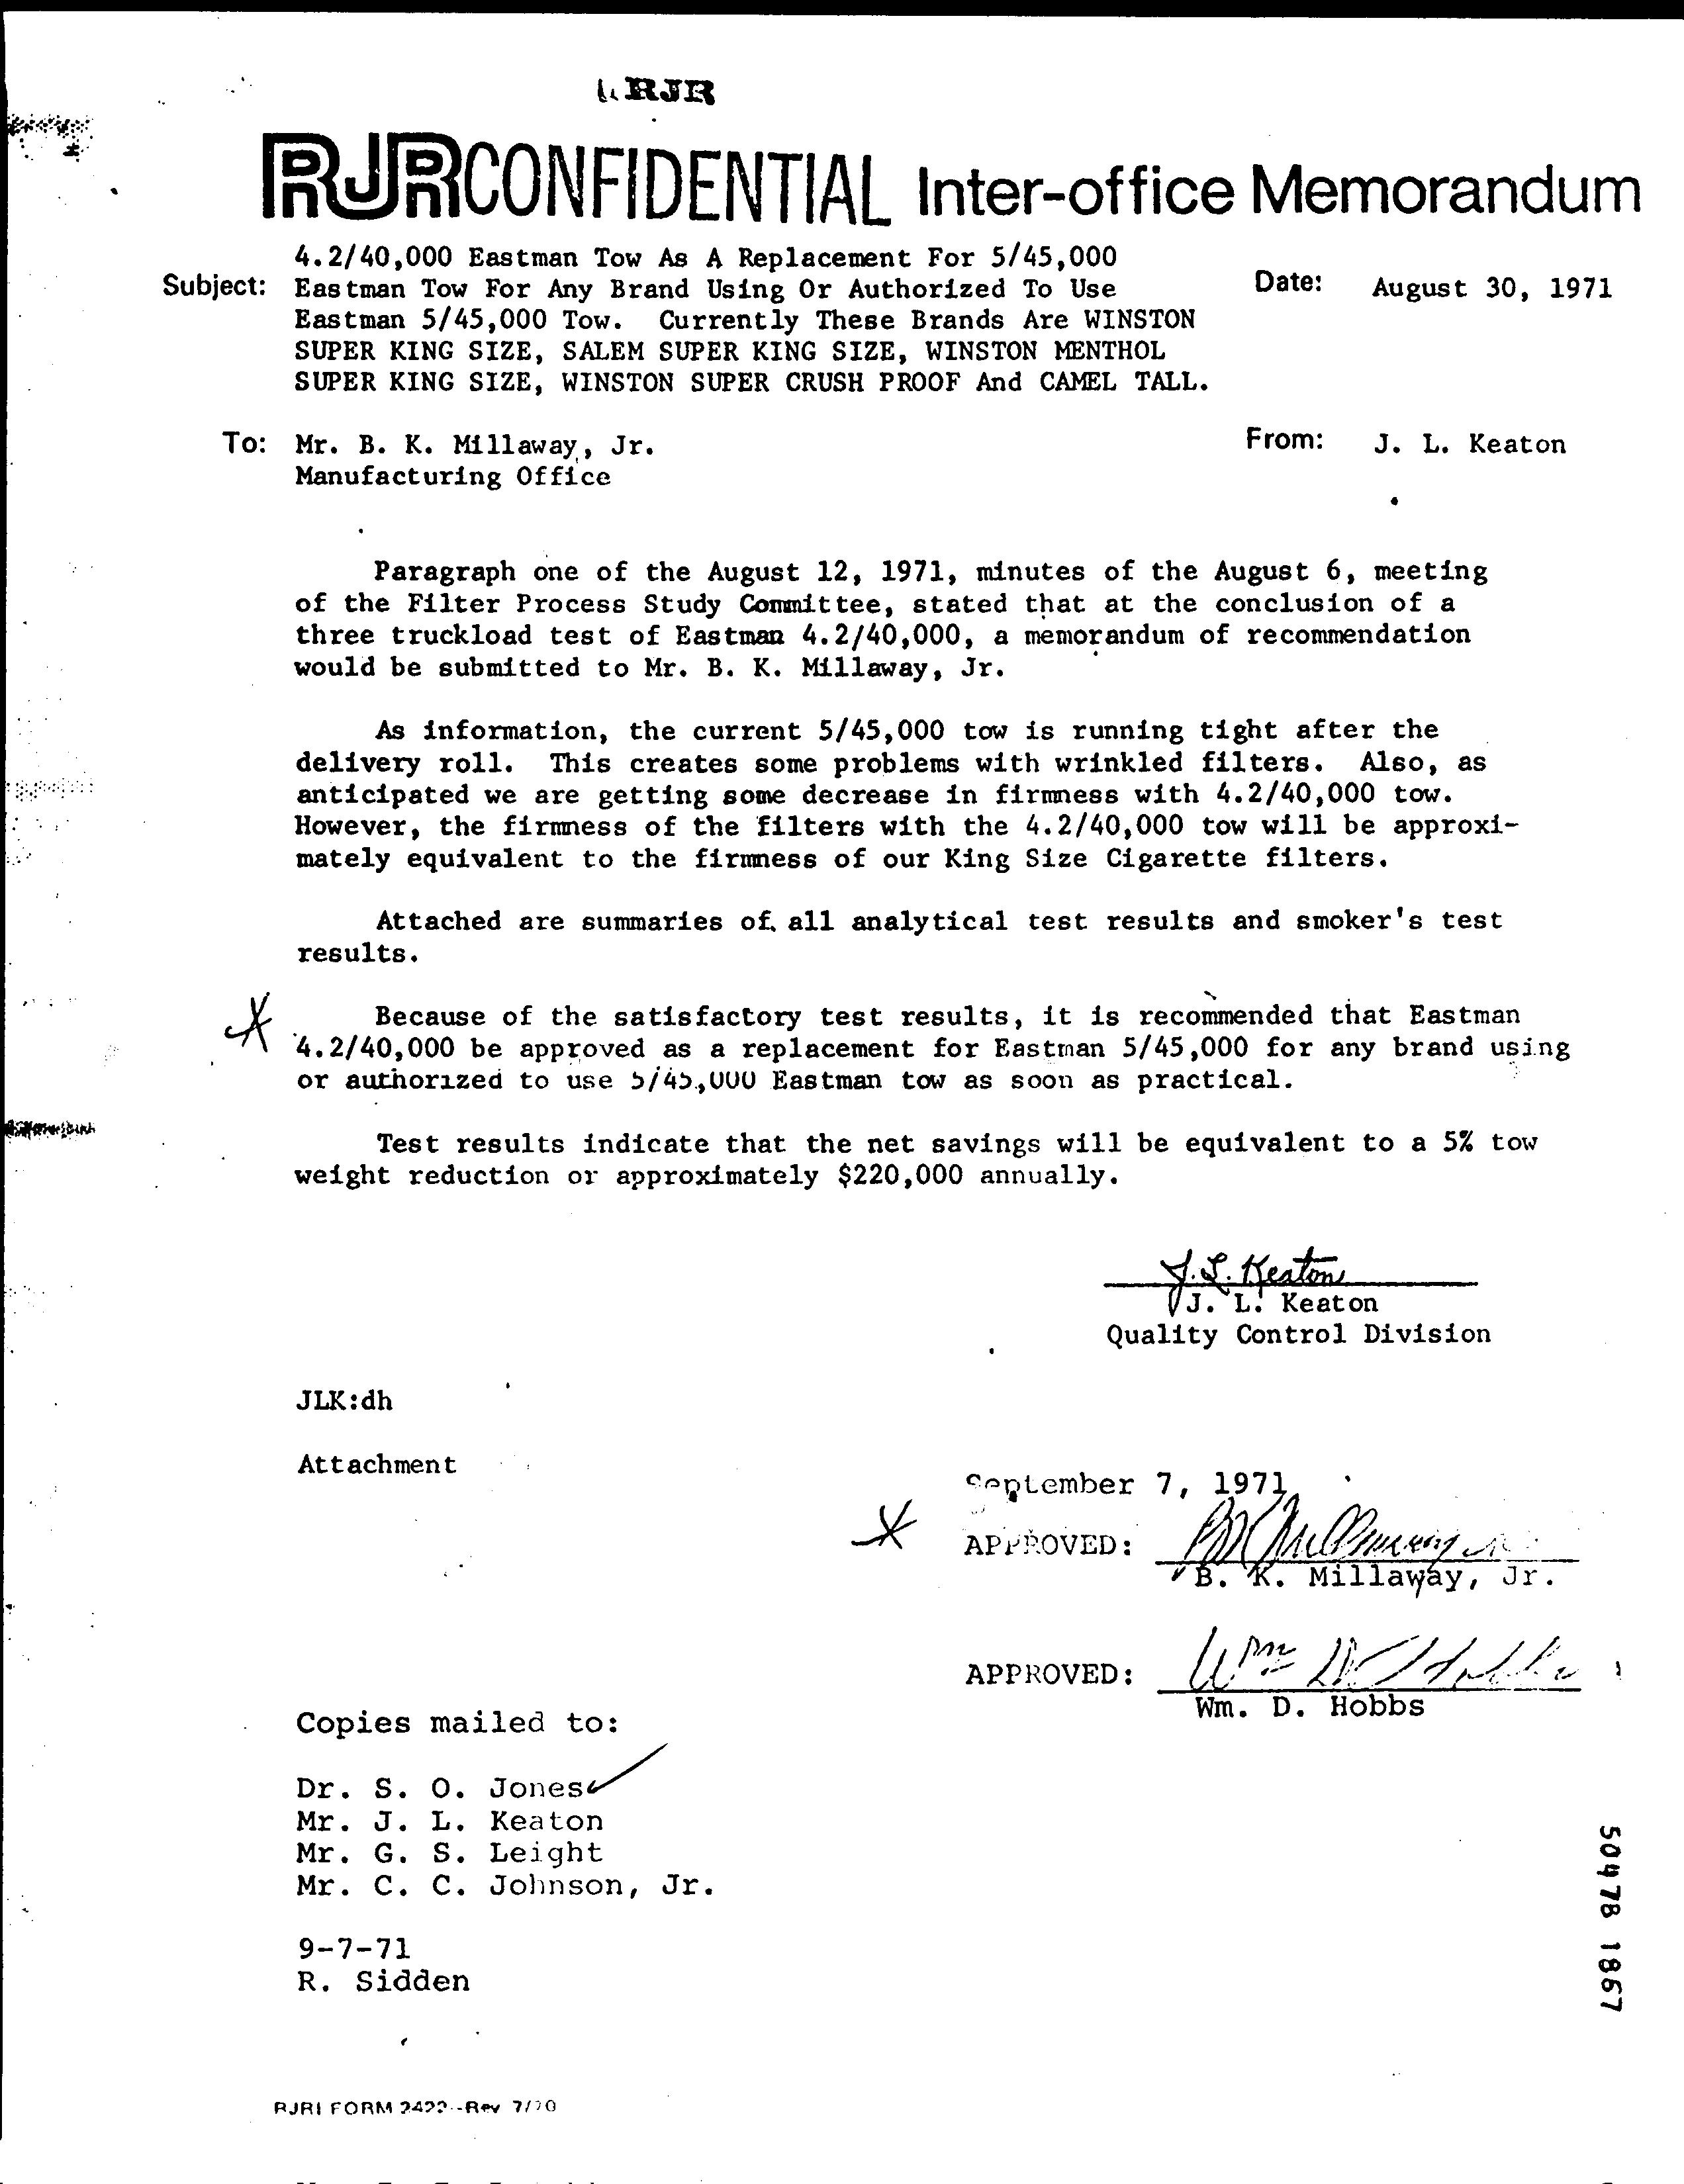 RJR
RJR CONFIDENTIAL Inter-office Memorandum
Subject: 4.2/40,000 Eastman Tow As A Replacement For 5/45,000
Eastman Tow For Any Brand Using Or Authorized To Use
Eastman 5/45,000 Tow. Currently These Brands Are WINSTON
SUPER KING SIZE, SALEM SUPER KING SIZE, WINSTON MENTHOL
SUPER KING SIZE, WINSTON SUPER CRUSH PROOF And CAMEL TALL.
Date: August 30, 1971
To: Mr. B. K. Millaway, Jr.
Manufacturing Office
From: J. L. Keaton
Paragraph one of the August 12, 1971, minutes of the August 6, meeting
of the Filter Process Study Committee, stated that at the conclusion of a
three truckload test of Eastman 4.2/40,000, a memorandum of recommendation
would be submitted to Mr. B. K. Millaway, Jr.
As information, the current 5/45,000 tow is running tight after the
delivery roll. This creates some problems with wrinkled filters. Also, as
anticipated we are getting some decrease in firmness with 4.2/40,000 tow.
However, the firmness of the filters with the 4.2/40,000 tow will be approxi-
mately equivalent to the firmness of our King Size Cigarette filters.
Attached are summaries of all analytical test results and smoker's test
results.
Because of the satisfactory test results, it is recommended that Eastman
4.2/40,000 be approved as a replacement for Eastman 5/45,000 for any brand using
or authorized to use 5/45,000 Eastman tow as soon as practical.
Test results indicate that the net savings will be equivalent to a 5% tow
weight reduction or approximately $220,000 annually.
J. L. Keaton
J. L. Keaton
Quality Control Division
JLK:dh
Attachment
September 7, 1971
APPROVED: BK Millaway Jr
B. K. Millaway, Jr.
APPROVED: Wm D Hobbs
Wm. D. Hobbs
Copies mailed to:
Dr. S. O. Jones
Mr. J. L. Keaton
Mr. G. S. Leight
Mr. C. C. Johnson, Jr.
9-7-71
R. Sidden
50478 1867
RJRI FORM 2422--Rev 7/70